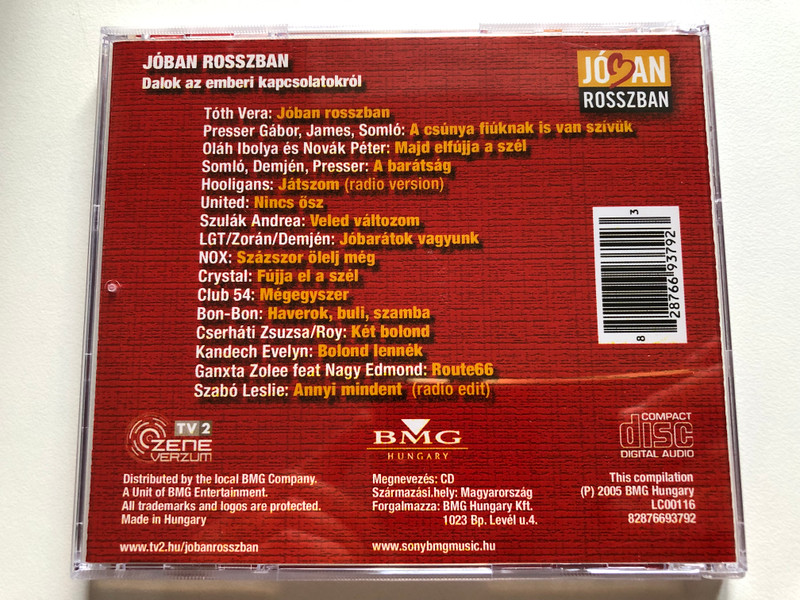 JÓBAN ROSSZBAN
Dalok az emberi kapcsolatokról
JÓBAN
ROSSZBAN
Tóth Vera: Jóban rosszban
Presser Gábor, James, Somló: A csúnya fiúknak is van szívük
Oláh Ibolya és Novák Péter: Majd elfújja a szél
Somló, Demjén, Presser: A barátság
Hooligans: Játszom (radio version)
United: Nincs ősz
Szulák Andrea: Veled változom
LGT/Zorán/Demjén: Jóbarátok vagyunk
NOX: Százszor ölelj még
Crystal: Fújja el a szél
Club 54: Mégegyszer
Bon-Bon: Haverok, buli, szamba
Cserháti Zsuzsa/Roy: Két bolond
Kandech Evelyn: Bolond lennék
Ganxta Zolee feat Nagy Edmond: Route66
Szabó Leslie: Annyi mindent (radio edit)
3
8 28766 93792
TV2
ZENE
VERZUM
BMG
HUNGARY
COMPACT
disc
DIGITAL AUDIO
Distributed by the local BMG Company.
A Unit of BMG Entertainment.
All trademarks and logos are protected.
Made in Hungary
Megnevezés: CD
Származási.hely: Magyarország
Forgalmazza: BMG Hungary Kft.
1023 Bp. Levél u.4.
This compilation
(P) 2005 BMG Hungary
LC00116
82876693792
www.tv2.hu/jobanrosszban
www.sonybmgmusic.hu